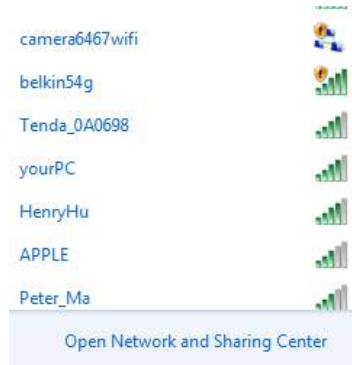 camera6467wifi
belkin54g
Tenda_0A0698
yourPC
HenryHu
APPLE
Peter_Ma
Open Network and Sharing Center